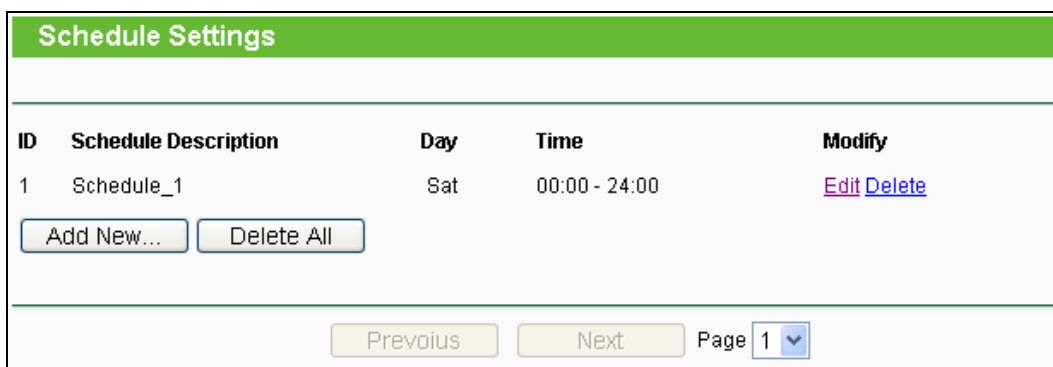 Schedule Settings
ID Schedule Description Day Time Modify
1 Schedule_1 Sat 00:00 - 24:00 Edit Delete
Add New... Delete All
Prevoius Next Page 1